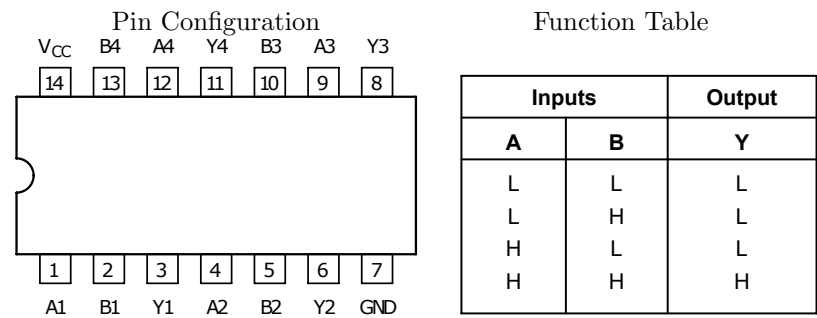 Pin Configuration
Function Table
V_CC B4 A4 Y4 B3 A3 Y3
14 13 12 11 10 9 8
1 2 3 4 5 6 7
A1 B1 Y1 A2 B2 Y2 GND
Inputs Output
A B Y
L L L
L H L
H L L
H H H